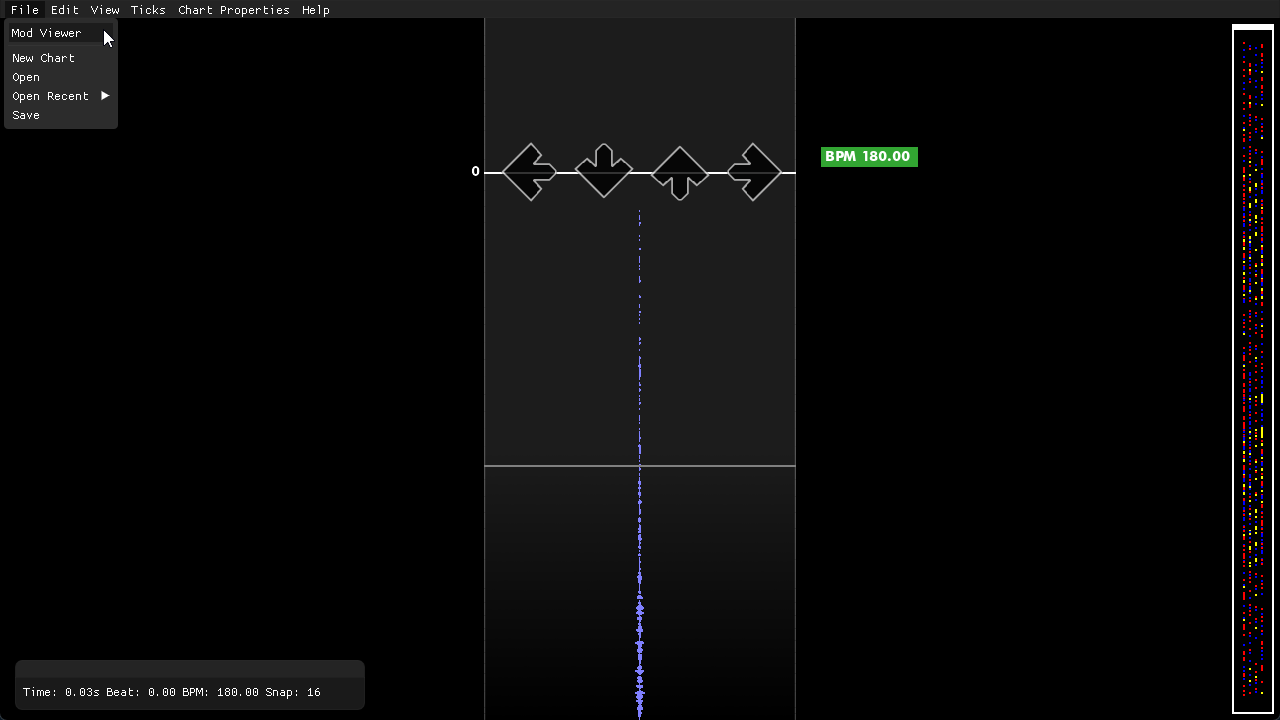 File Edit View Ticks Chart Properties Help
Mod Viewer
New Chart
Open
Open Recent
Save
BPM 180.00
0
Time: 0.03s Beat: 0.00 BPM: 180.00 Snap: 16